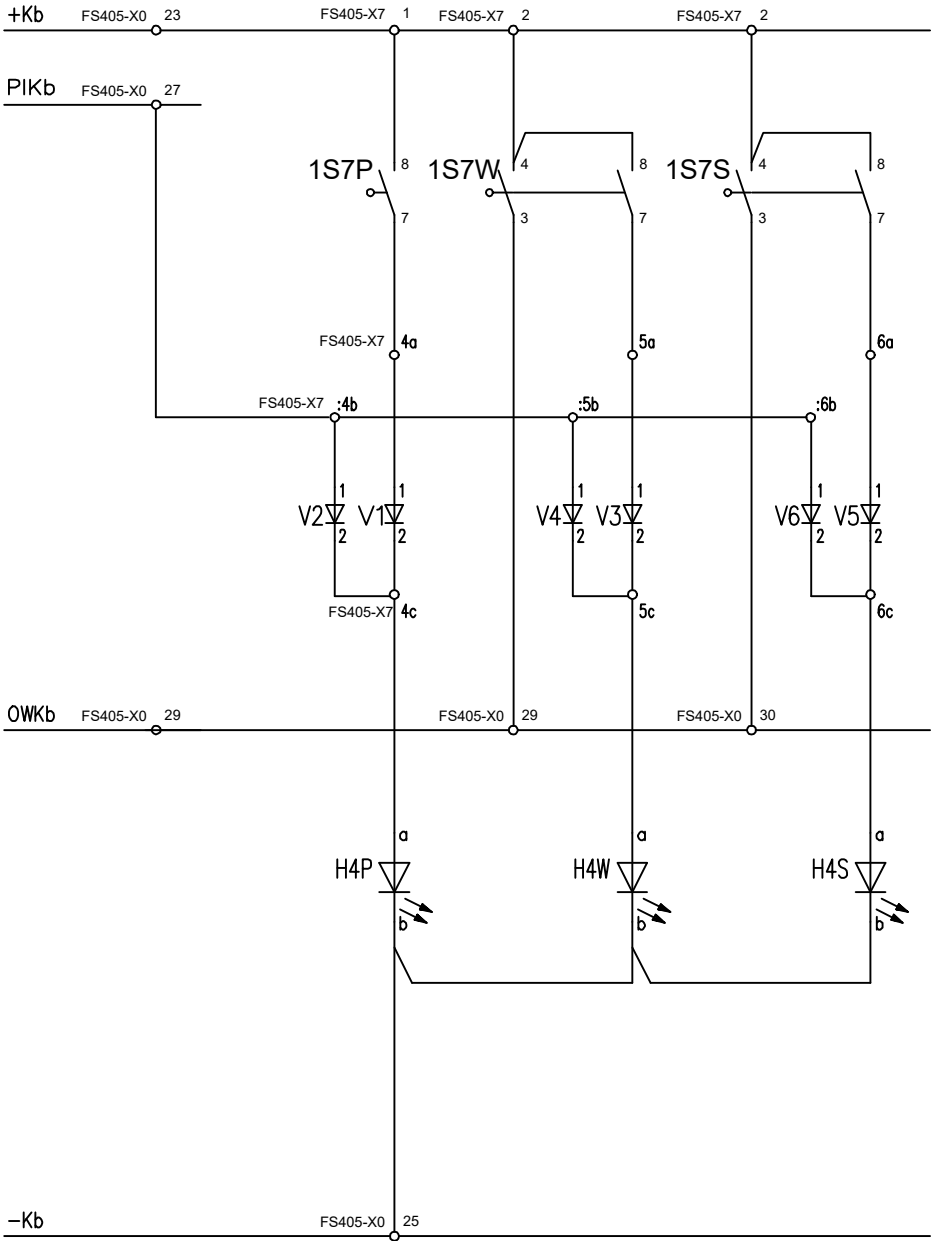 +Kb FS405-X0 23 FS405-X7 1 FS405-X7 2 FS405-X7 2
PIKb FS405-X0 27
1S7P 8 1S7W 4 8 1S7S 4 8
7 3 7 3 7
FS405-X7 4a 5a 6a
FS405-X7 :4b :5b :6b
1 1 1 1 1 1
V2 V1 V4 V3 V6 V5
2 2 2 2 2 2
FS405-X7 4c 5c 6c
OWKb FS405-X0 29 FS405-X0 29 FS405-X0 30
a a a
H4P H4W H4S
b b b
-Kb FS405-X0 25